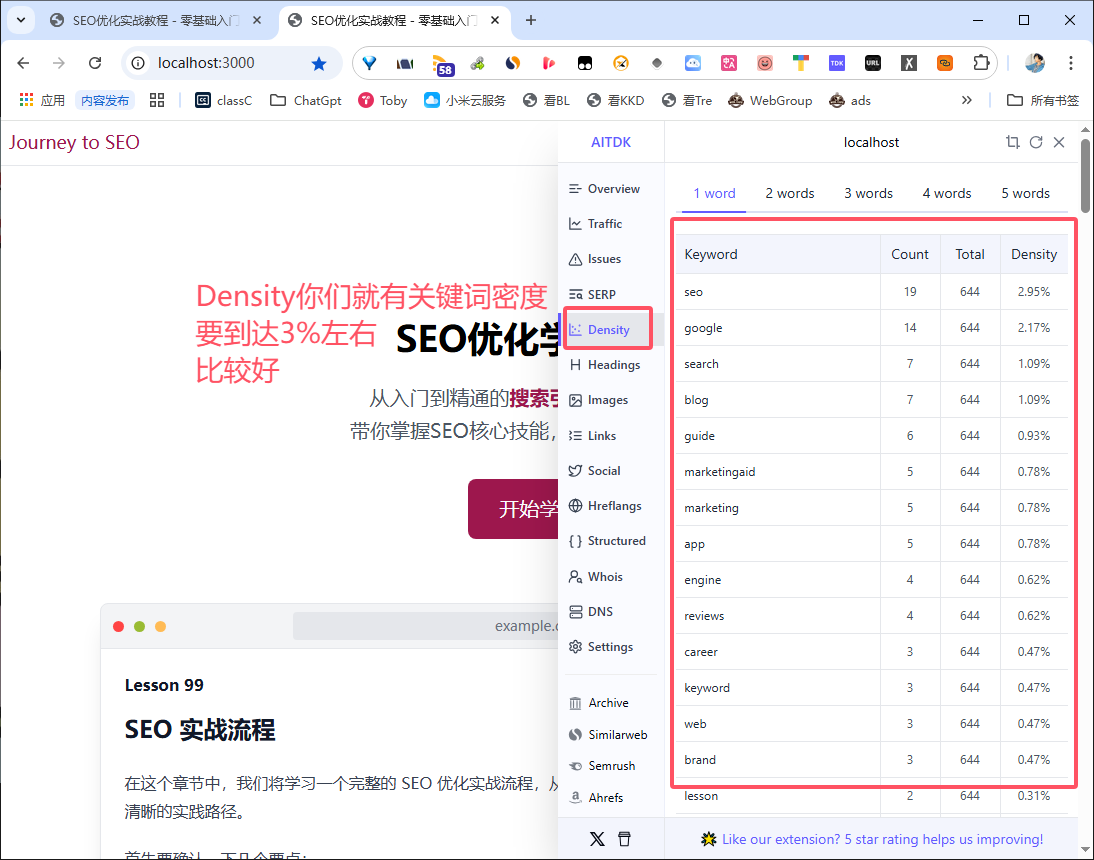 SEO优化实战教程 - 零基础入门
SEO优化实战教程 - 零基础入门
localhost:3000
58
TDK
URL
X
应用
内容发布
classC
ChatGpt
Toby
小米云服务
看BL
看KKD
看Tre
WebGroup
ads
所有书签
Journey to SEO
Density你们就有关键词密度
要到达3%左右
比较好
SEO优化学
从入门到精通的搜索引
带你掌握SEO核心技能，
开始学
example.c
Lesson 99
SEO 实战流程
在这个章节中，我们将学习一个完整的 SEO 优化实战流程，从
清晰的实践路径。
首先要确认一下几个要点：
AITDK
Overview
Traffic
Issues
SERP
Density
Headings
Images
Links
Social
Hreflangs
Structured
Whois
DNS
Settings
Archive
Similarweb
Semrush
Ahrefs
localhost
1 word 2 words 3 words 4 words 5 words
Keyword Count Total Density
seo 19 644 2.95%
google 14 644 2.17%
search 7 644 1.09%
blog 7 644 1.09%
guide 6 644 0.93%
marketingaid 5 644 0.78%
marketing 5 644 0.78%
app 5 644 0.78%
engine 4 644 0.62%
reviews 4 644 0.62%
career 3 644 0.47%
keyword 3 644 0.47%
web 3 644 0.47%
brand 3 644 0.47%
lesson 2 644 0.31%
Like our extension? 5 star rating helps us improving!